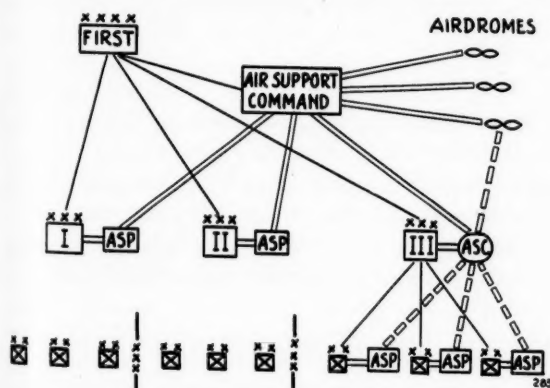 x x x x
AIRDROMES
FIRST
AIR SUPPORT
COMMAND
x x x
x x x
x x x
I
ASP
II
ASP
III
ASC
ASP
ASP
ASP